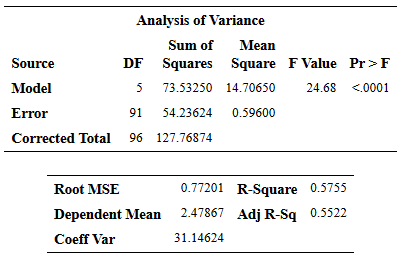 Analysis of Variance
Source DF Sum of Squares Mean Square F Value Pr > F
Model 5 73.53250 14.70650 24.68 <.0001
Error 91 54.23624 0.59600
Corrected Total 96 127.76874
Root MSE 0.77201 R-Square 0.5755
Dependent Mean 2.47867 Adj R-Sq 0.5522
Coeff Var 31.14624